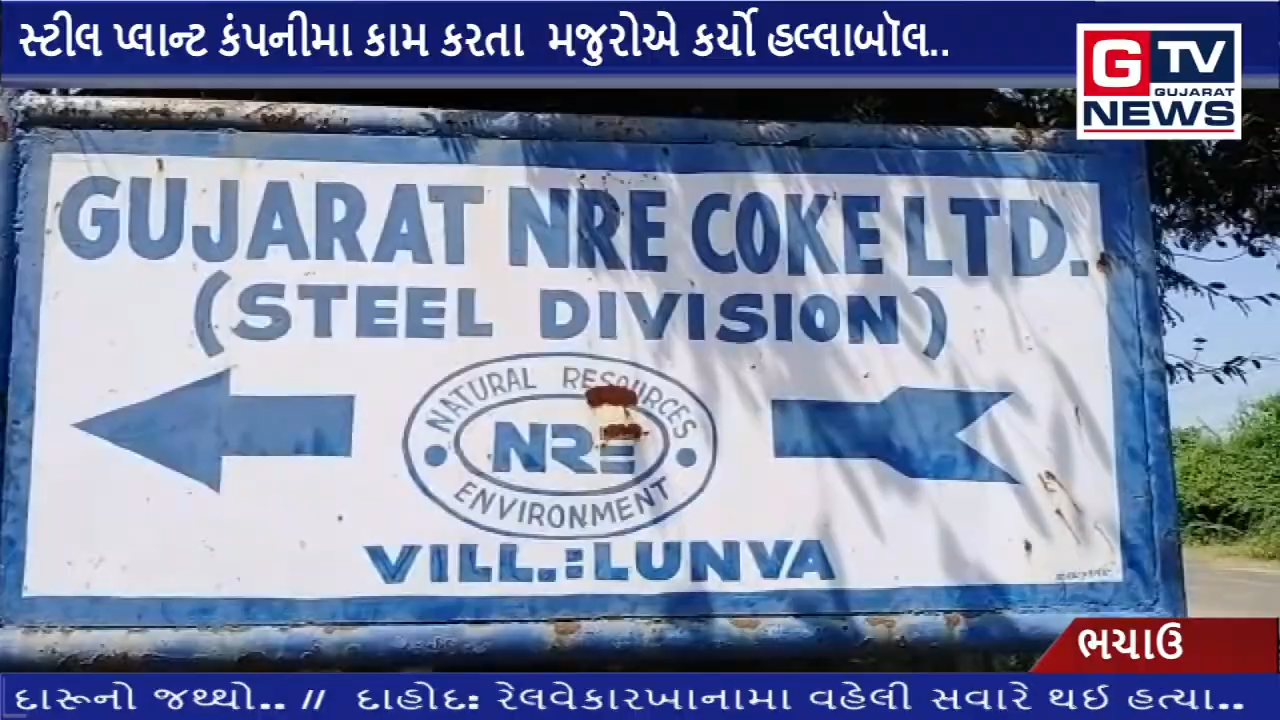 સ્ટીલ પ્લાન્ટ કંપનીમા કામ કરતા મજુરોએ કર્યો હલ્લાબૉલ..
G TV
GUJARAT
NEWS
GUJARAT NRE COKE LTD.
(STEEL DIVISION)
NATURAL RESOURCES
NRE
ENVIRONMENT
VILL.:LUNVA
ભચાઉ
દારૂનો જથ્થો.. // દાહોદ: રેલવેકારખાનામા વહેલી સવારે થઇ હત્યા..